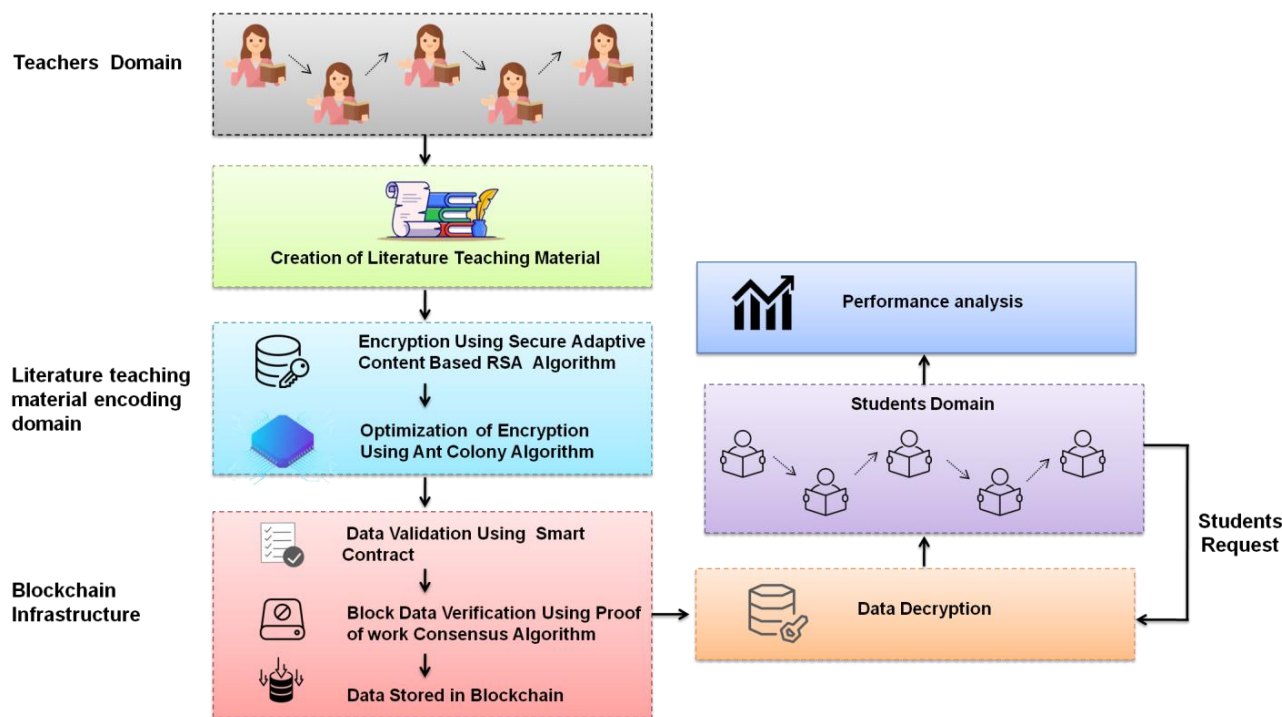 Teachers Domain
Creation of Literature Teaching Material
Literature teaching
material encoding
domain
Encryption Using Secure Adaptive
Content Based RSA Algorithm
Optimization of Encryption
Using Ant Colony Algorithm
Blockchain
Infrastructure
Data Validation Using Smart
Contract
Block Data Verification Using Proof
of work Consensus Algorithm
Data Stored in Blockchain
Performance analysis
Students Domain
Students
Request
Data Decryption